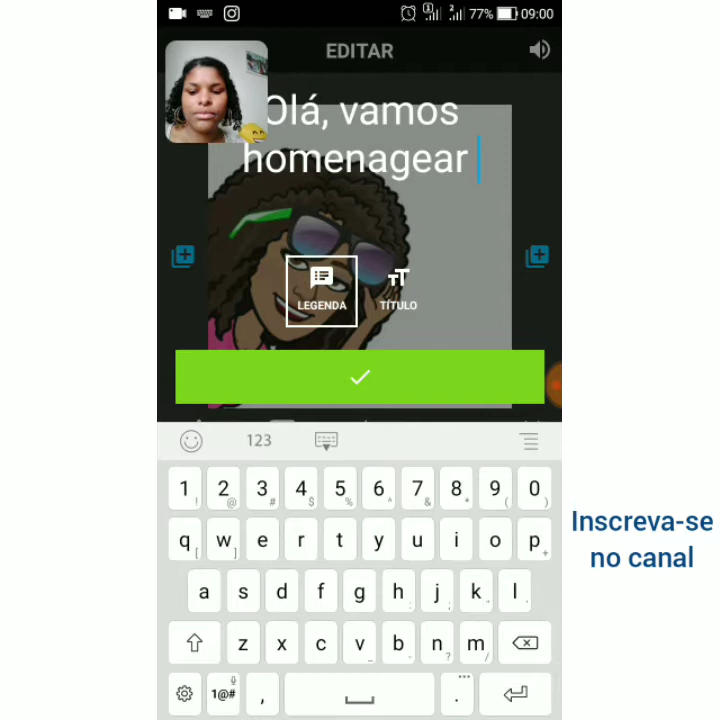 77% 09:00
EDITAR
Olá, vamos
homenagear
LEGENDA TÍTULO
123
1 2 3 4 5 6 7 8 9 0
! @ # $ % ^ & * ( )
q w e r t y u i o p
[ ] +
a s d f g h j k l
z x c v b n m
_ - ? /
1@# , .
Inscreva-se
no canal